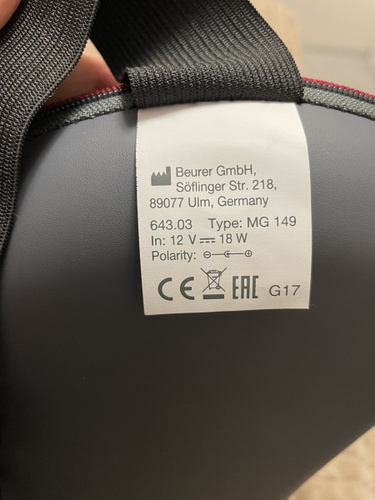 Beurer GmbH,
Söflinger Str. 218,
89077 Ulm, Germany
643.03 Type: MG 149
In: 12 V ⎓ 18 W
Polarity:
CE EAC G17